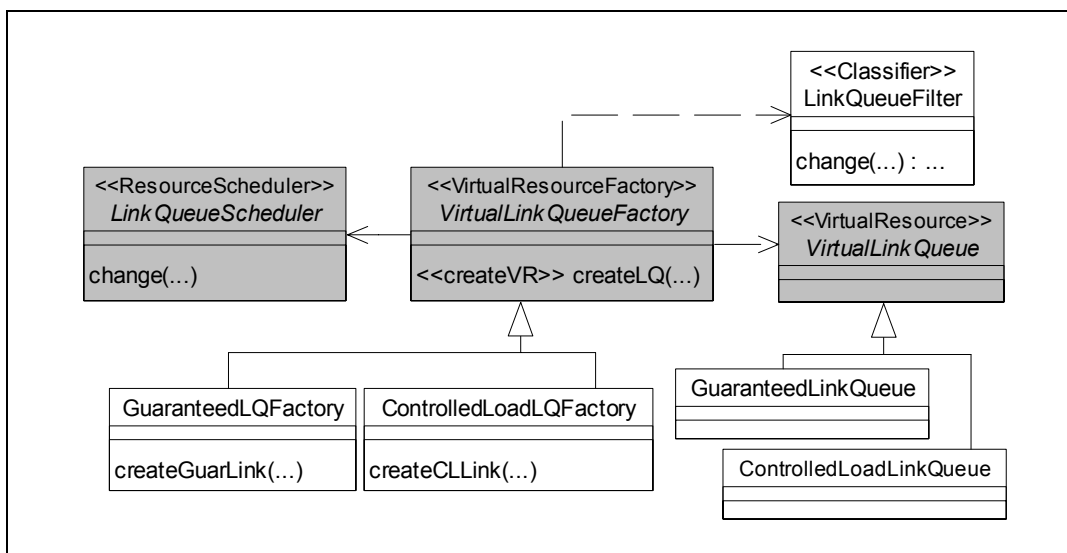 <<Classifier>>
LinkQueueFilter
change(...) : ...
<<ResourceScheduler>>
LinkQueueScheduler
change(...)
<<VirtualResourceFactory>>
VirtualLinkQueueFactory
<<createVR>> createLQ(...)
<<VirtualResource>>
VirtualLinkQueue
GuaranteedLQFactory
createGuarLink(...)
ControlledLoadLQFactory
createCLLink(...)
GuaranteedLinkQueue
ControlledLoadLinkQueue